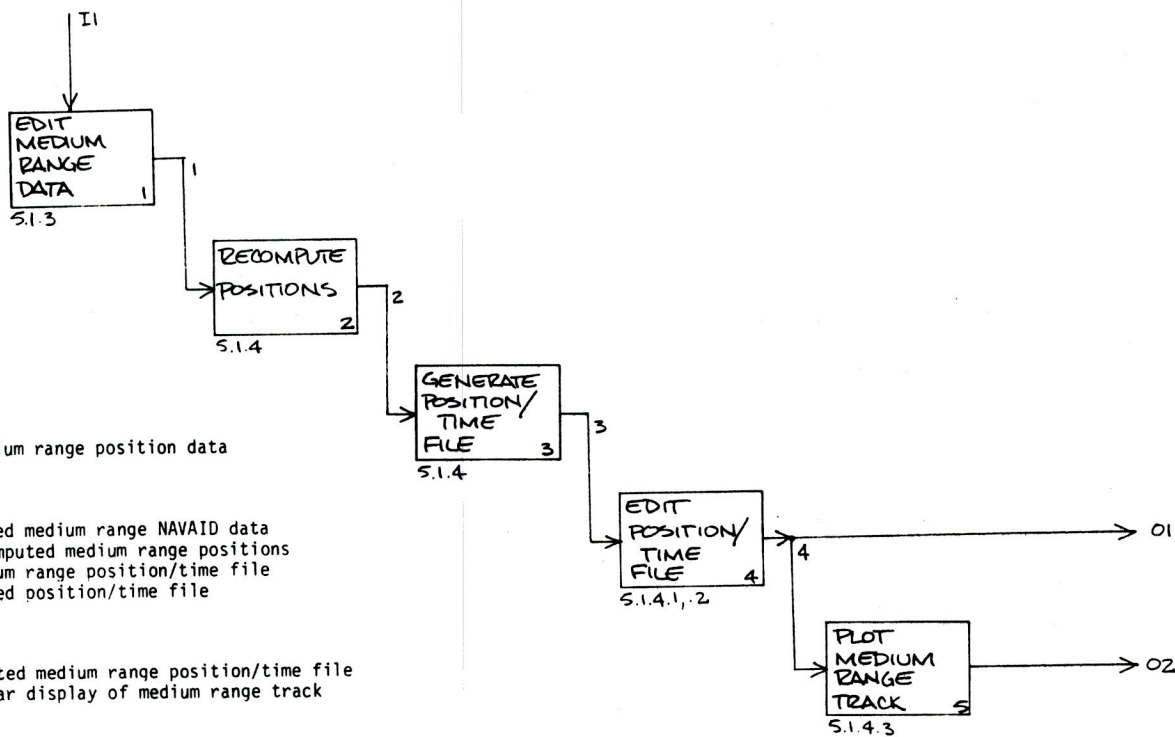 I1
EDIT
MEDIUM
RANGE
DATA
1
5.1.3
1
RECOMPUTE
POSITIONS
2
5.1.4
2
GENERATE
POSITION/
TIME
FILE
3
5.1.4
3
EDIT
POSITION/
TIME
FILE
4
5.1.4.1, .2
4
O1
PLOT
MEDIUM
RANGE
TRACK
5
5.1.4.3
O2
ium range position data
ed medium range NAVAID data
mputed medium range positions
um range position/time file
ed position/time file
ted medium range position/time file
ar display of medium range track